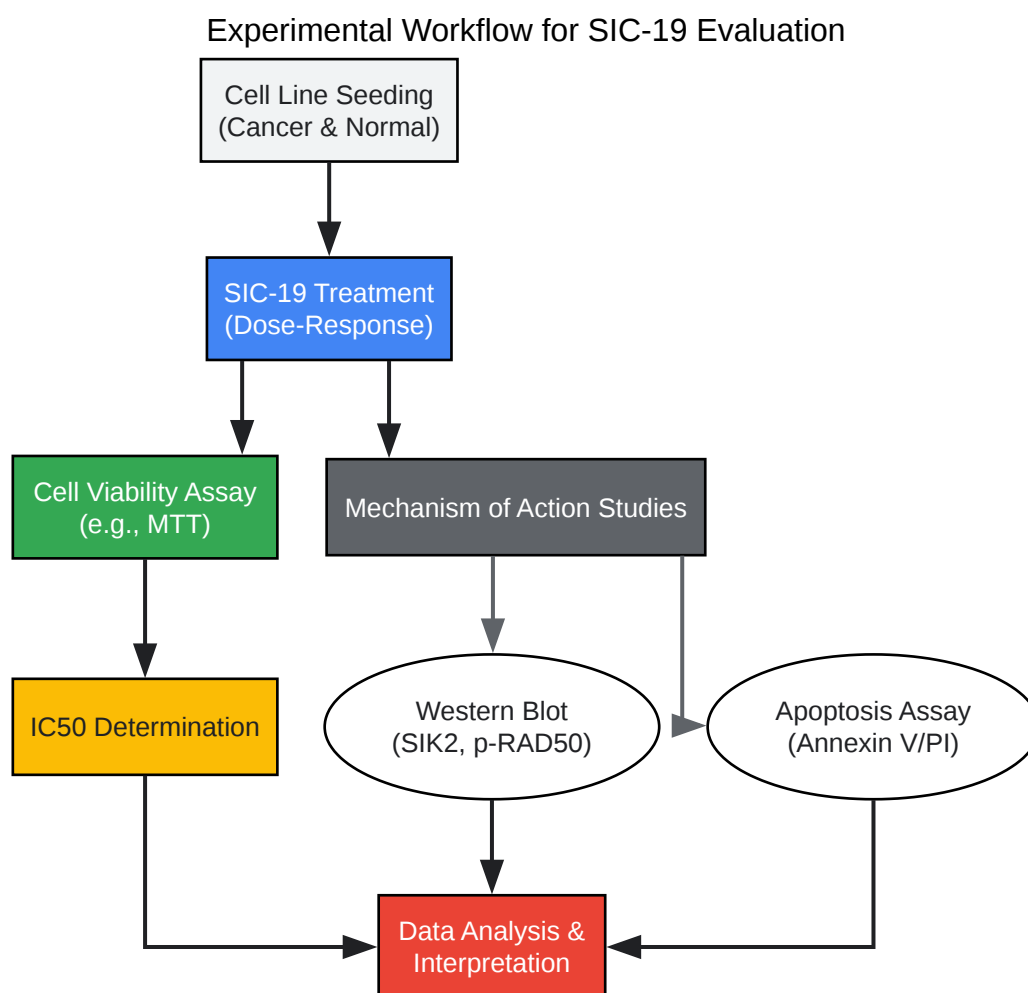 Experimental Workflow for SIC-19 Evaluation
Cell Line Seeding
(Cancer & Normal)
SIC-19 Treatment
(Dose-Response)
Cell Viability Assay
(e.g., MTT)
Mechanism of Action Studies
IC50 Determination
Western Blot
(SIK2, p-RAD50)
Apoptosis Assay
(Annexin V/PI)
Data Analysis &
Interpretation